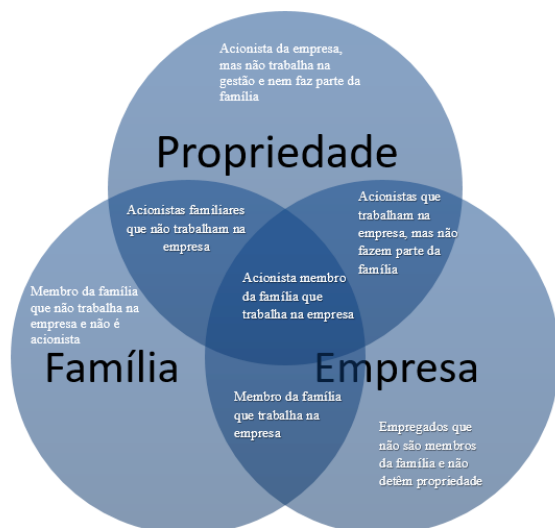 Acionista da empresa,
mas não trabalha na
gestão e nem faz parte da
família
Propriedade
Acionistas familiares
que não trabalham na
empresa
Acionistas que
trabalham na
empresa, mas não
fazem parte da
família
Acionista membro
da família que
trabalha na empresa
Membro da família
que não trabalha na
empresa e não é
acionista
Família
Empresa
Membro da família
que trabalha na
empresa
Empregados que
não são membros
da família e não
detêm propriedade